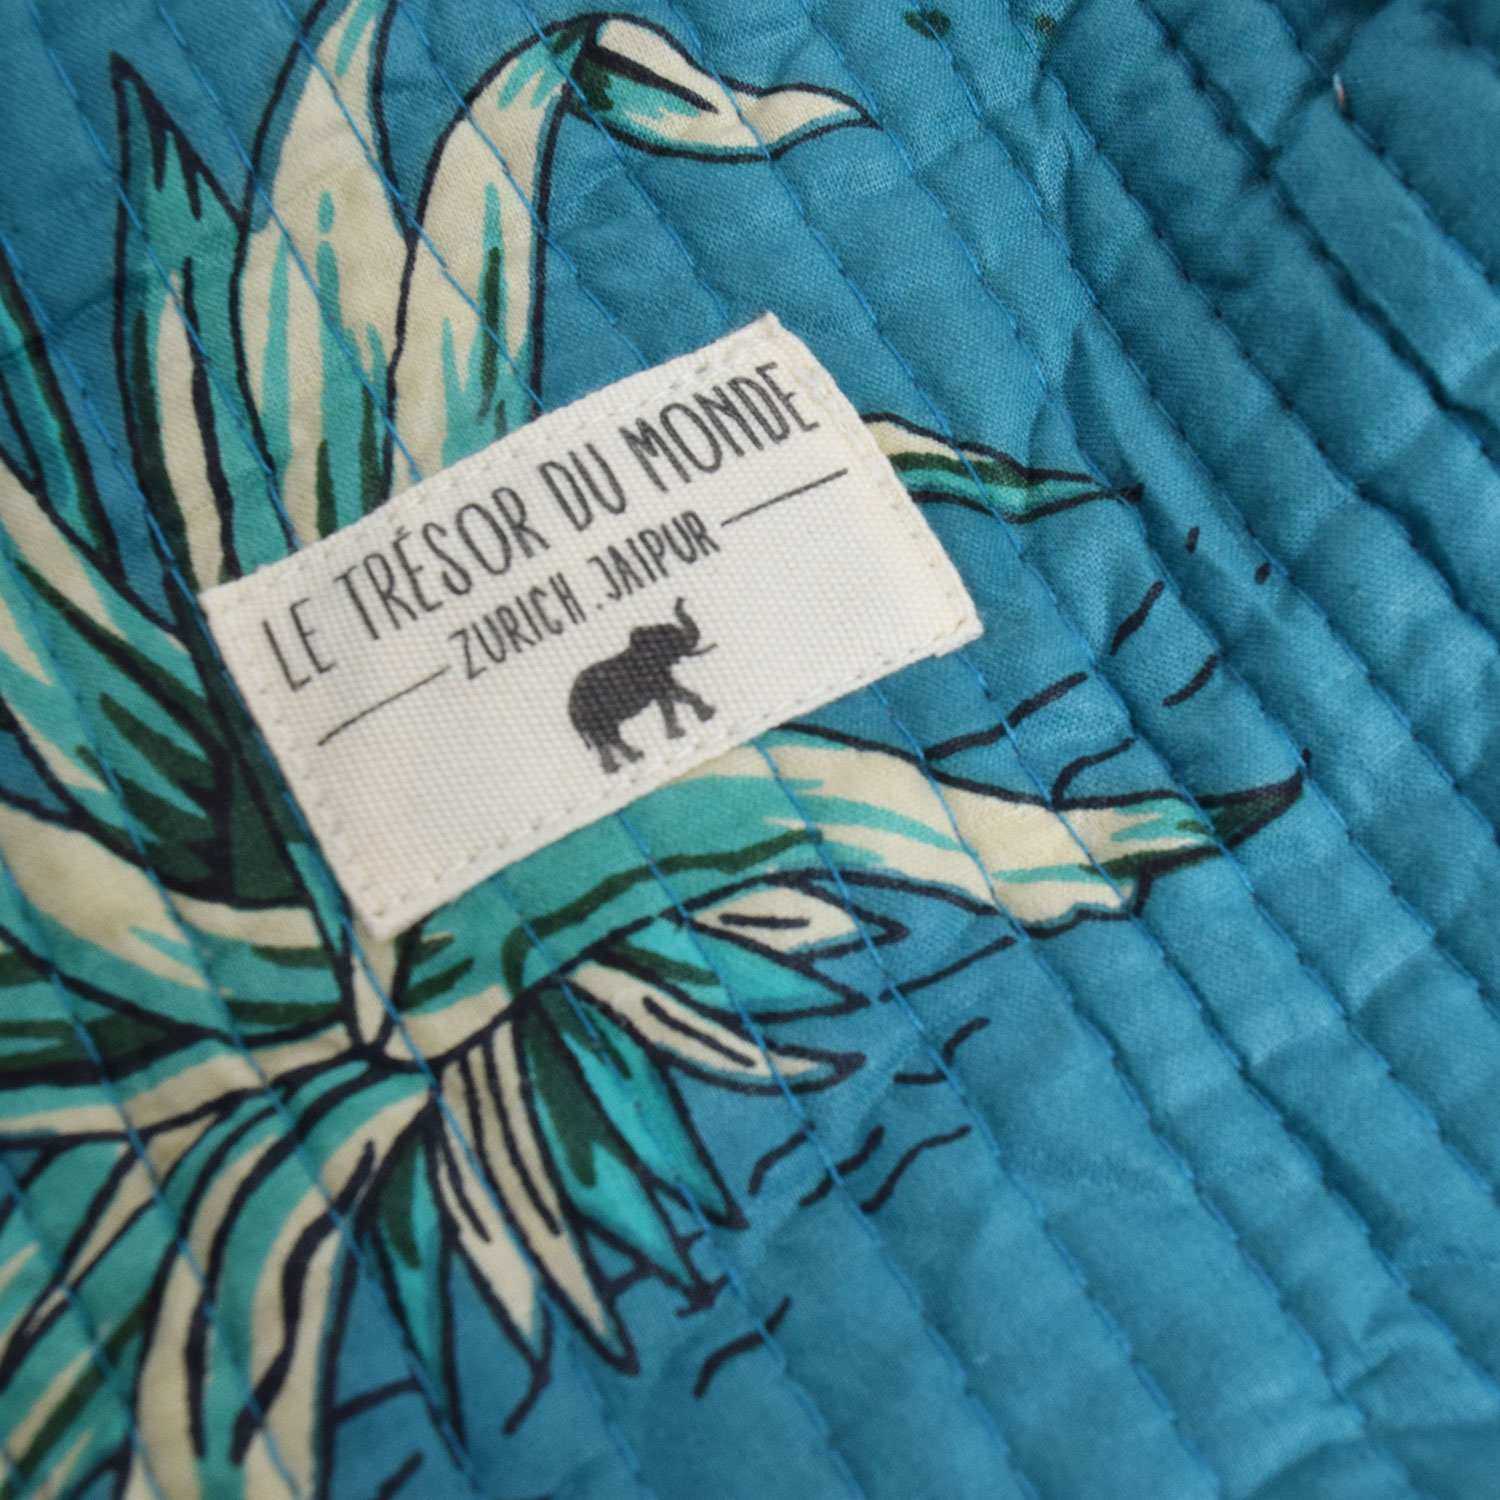 LE TRÉSOR DU MONDE
ZURICH . JAIPUR